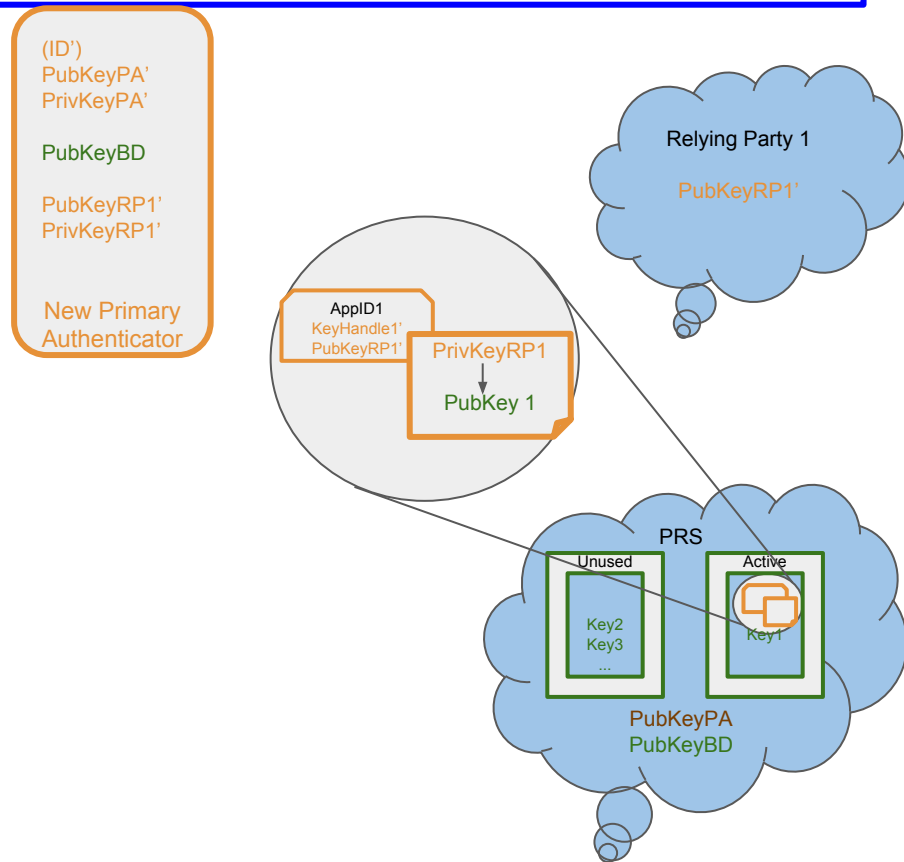 (ID’)
PubKeyPA’
PrivKeyPA’
PubKeyBD
PubKeyRP1’
PrivKeyRP1’
New Primary
Authenticator
Relying Party 1
PubKeyRP1’
AppID1
KeyHandle1’
PubKeyRP1’
PrivKeyRP1
PubKey 1
PRS
Unused
Key2
Key3
...
Active
Key1
PubKeyPA
PubKeyBD